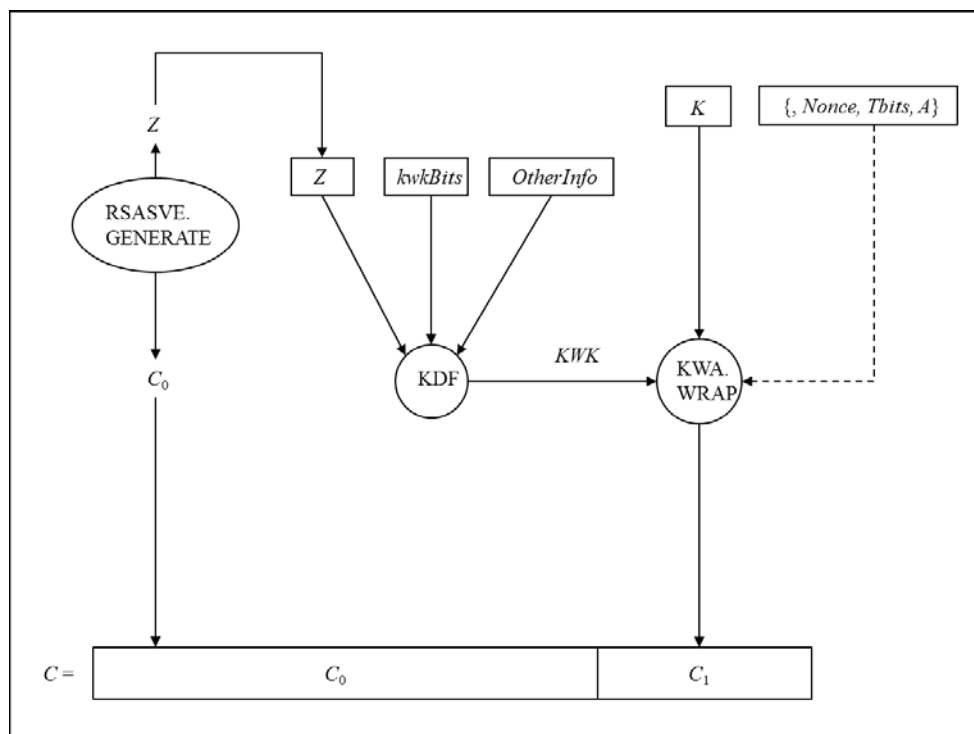 K
{, Nonce, Tbits, A}
Z
Z
kwkBits
OtherInfo
RSASVE.
GENERATE
C₀
KDF
KWK
KWA.
WRAP
C =
C₀
C₁